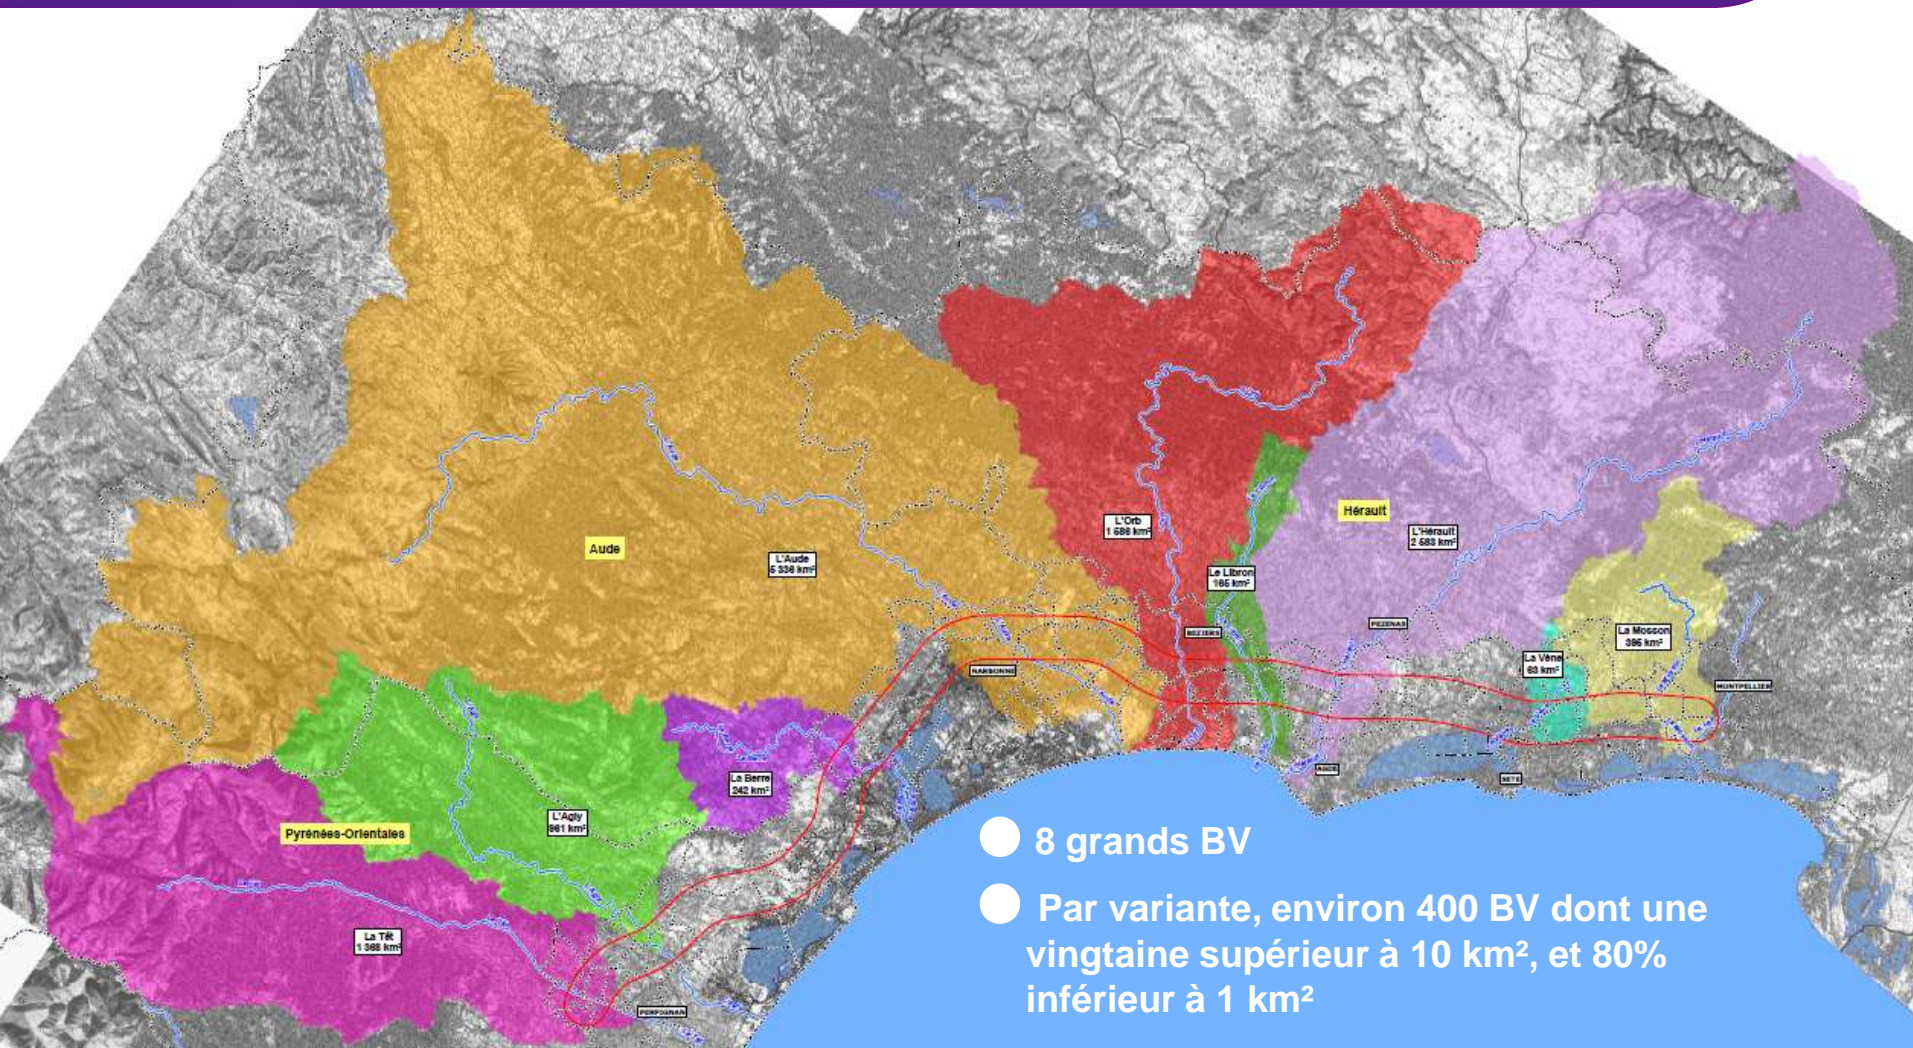 Aude
L'Aude
5 336 km²
L'Orb
1 586 km²
Hérault
L'Hérault
2 583 km²
Le Libron
165 km²
BEZIERS
PEZENAS
La Mosson
385 km²
La Vène
63 km²
NARBONNE
MONTPELLIER
AGDE
SETE
La Berre
242 km²
L'Agly
961 km²
Pyrénées-Orientales
La Têt
1 368 km²
PERPIGNAN
8 grands BV
Par variante, environ 400 BV dont une
vingtaine supérieur à 10 km², et 80%
inférieur à 1 km²